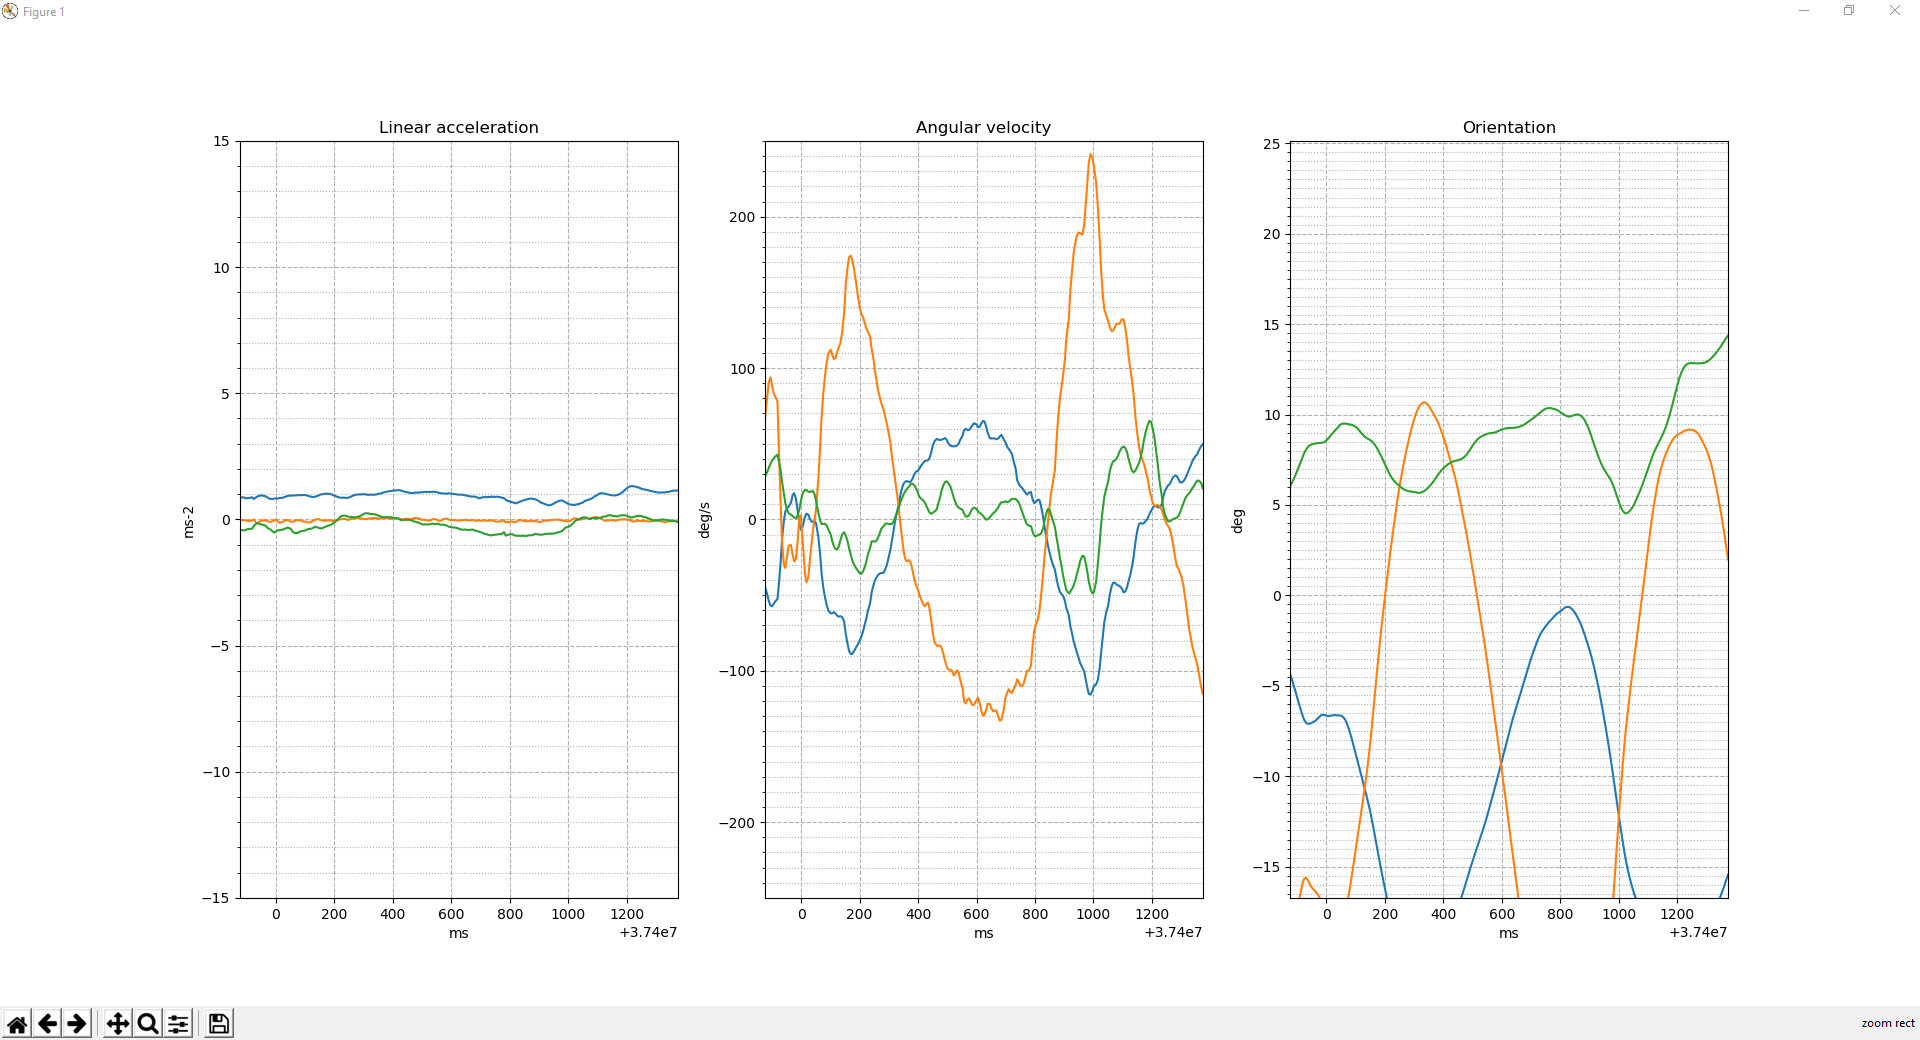 Figure 1
Linear acceleration
15
10
5
0
−5
−10
−15
ms-2
0 200 400 600 800 1000 1200
ms
+3.74e7
Angular velocity
200
100
0
−100
−200
deg/s
0 200 400 600 800 1000 1200
ms
+3.74e7
Orientation
25
20
15
10
5
0
−5
−10
−15
deg
0 200 400 600 800 1000 1200
ms
+3.74e7
zoom rect